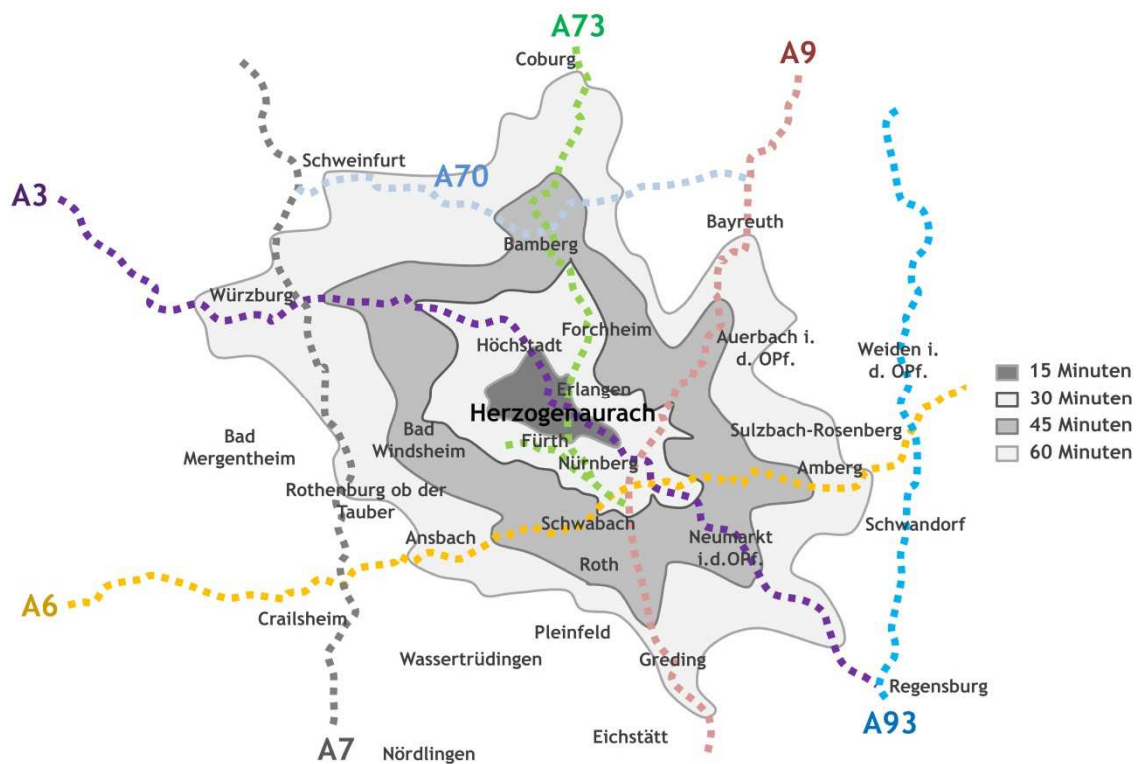 A73
Coburg
A9
Schweinfurt
A70
A3
Bayreuth
Bamberg
Würzburg
Forchheim
Höchstadt
Auerbach i.
d. OPf.
Weiden i.
d. OPf.
15 Minuten
30 Minuten
45 Minuten
60 Minuten
Erlangen
Herzogenaurach
Bad
Windsheim
Fürth
Sulzbach-Rosenberg
Bad
Mergentheim
Nürnberg
Amberg
Rothenburg ob der
Tauber
Schwabach
Schwandorf
Ansbach
Neumarkt
i.d.OPf.
Roth
A6
Crailsheim
Pleinfeld
Wassertrüdingen
Greding
Regensburg
A93
A7
Eichstätt
Nördlingen